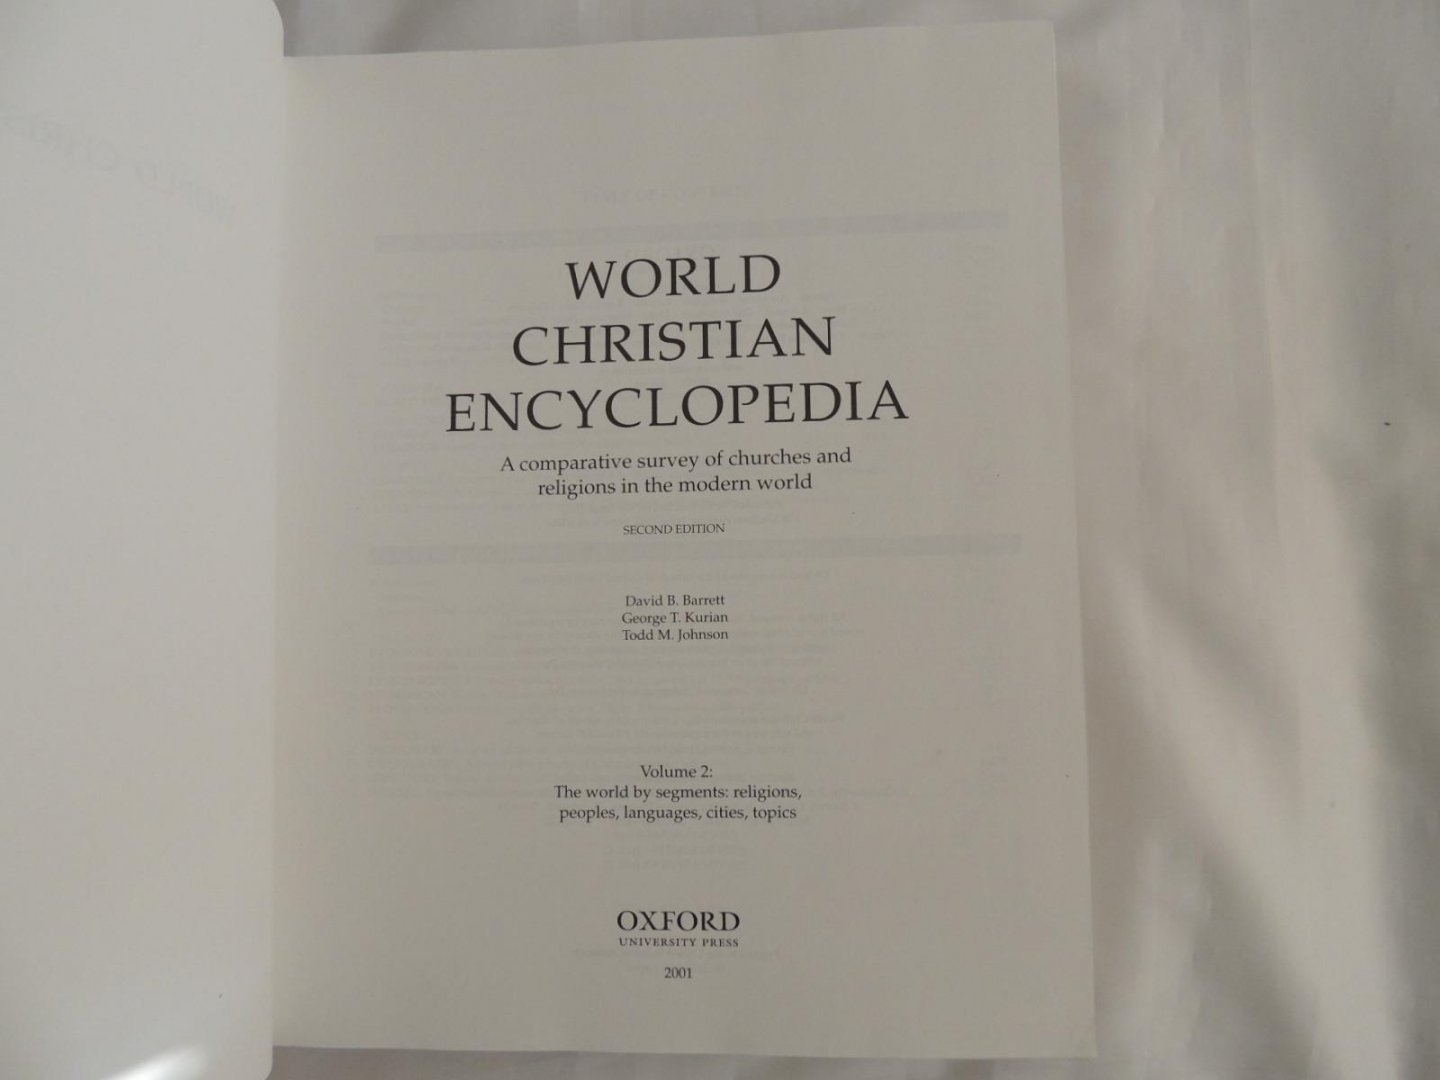 WORLD
CHRISTIAN
ENCYCLOPEDIA
A comparative survey of churches and
religions in the modern world
SECOND EDITION
David B. Barrett
George T. Kurian
Todd M. Johnson
Volume 2:
The world by segments: religions,
peoples, languages, cities, topics
OXFORD
UNIVERSITY PRESS
2001